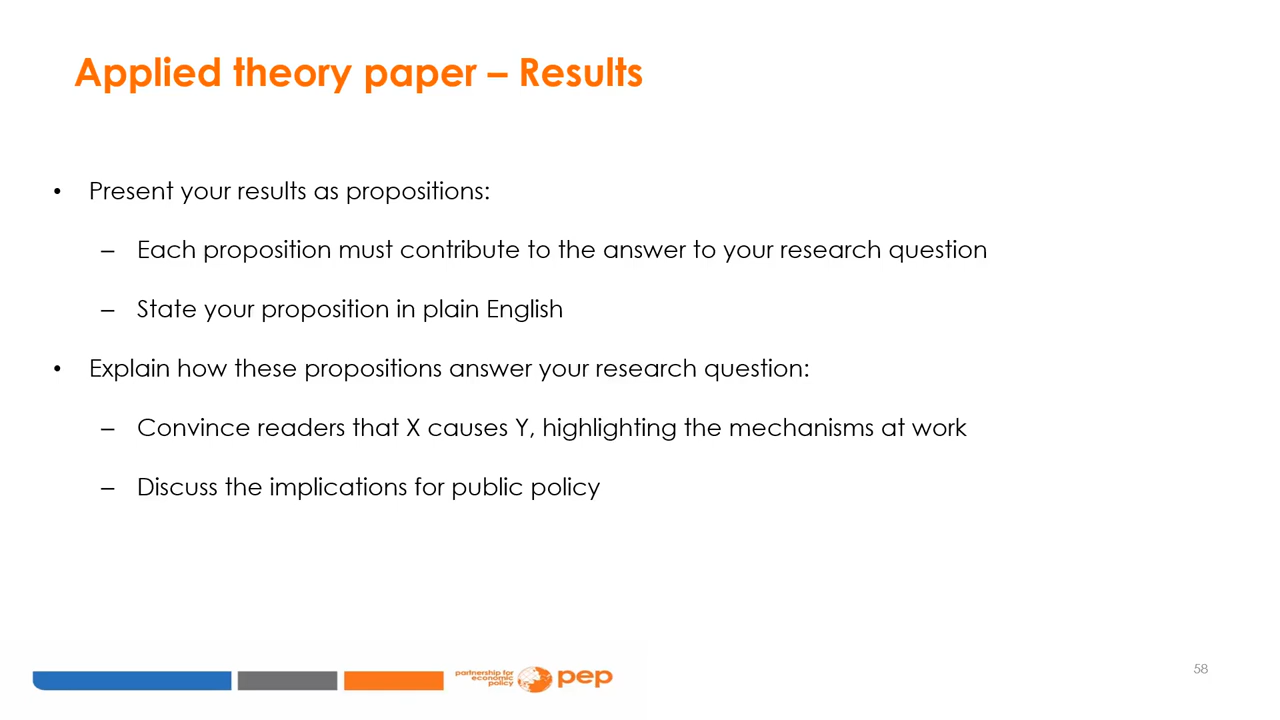 Applied theory paper – Results
• Present your results as propositions:
– Each proposition must contribute to the answer to your research question
– State your proposition in plain English
• Explain how these propositions answer your research question:
– Convince readers that X causes Y, highlighting the mechanisms at work
– Discuss the implications for public policy
partnership for
economic
policy
pep
58